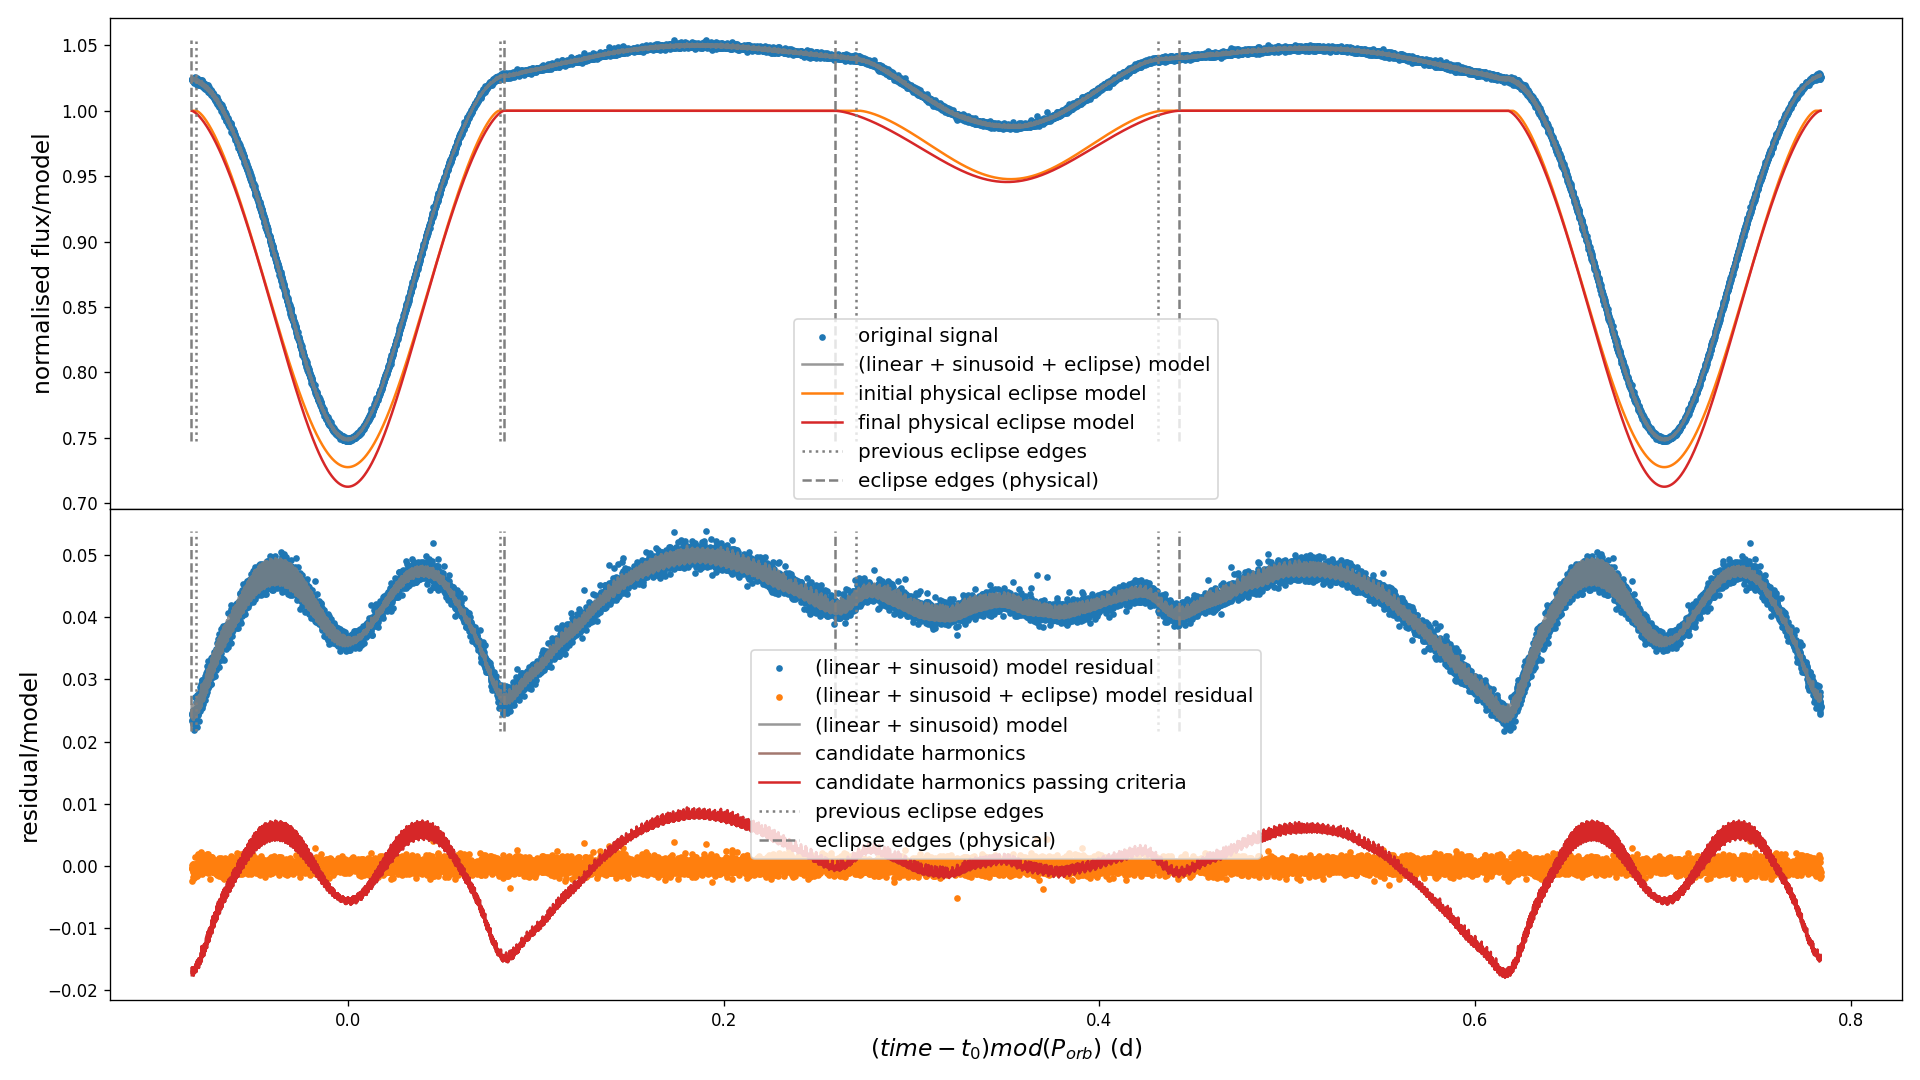 1.05
1.00
0.95
0.90
0.85
0.80
0.75
0.70
normalised flux/model
original signal
(linear + sinusoid + eclipse) model
initial physical eclipse model
final physical eclipse model
previous eclipse edges
eclipse edges (physical)
0.05
0.04
0.03
0.02
0.01
0.00
−0.01
−0.02
residual/model
(linear + sinusoid) model residual
(linear + sinusoid + eclipse) model residual
(linear + sinusoid) model
candidate harmonics
candidate harmonics passing criteria
previous eclipse edges
eclipse edges (physical)
0.0 0.2 0.4 0.6 0.8
(time − t₀)mod(Pₒᵣb) (d)